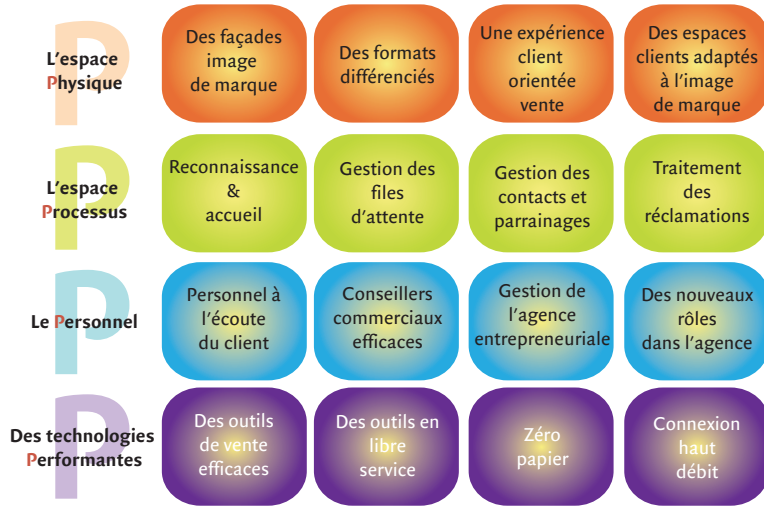 L'espace
Physique
Des façades
image
de marque
Des formats
différenciés
Une expérience
client
orientée
vente
Des espaces
clients adaptés
à l'image
de marque
L'espace
Processus
Reconnaissance
&
accueil
Gestion des
files
d'attente
Gestion des
contacts et
parrainages
Traitement
des
réclamations
Le Personnel
Personnel à
l'écoute
du client
Conseillers
commerciaux
efficaces
Gestion de
l'agence
entrepreneuriale
Des nouveaux
rôles
dans l'agence
Des technologies
Performantes
Des outils
de vente
efficaces
Des outils en
libre
service
Zéro
papier
Connexion
haut
débit